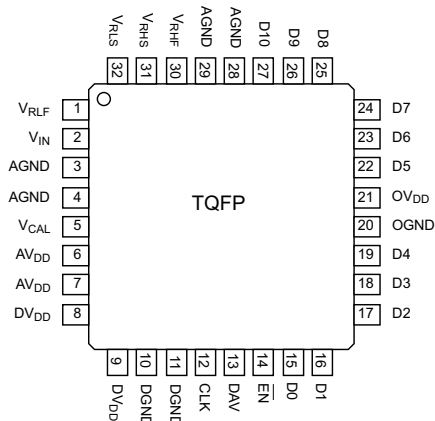 VRLS VRHS VRHF AGND AGND D10 D9 D8
32 31 30 29 28 27 26 25
VRLF 1 24 D7
VIN 2 23 D6
AGND 3 22 D5
AGND 4 21 OVDD
VCAL 5 20 OGND
AVDD 6 19 D4
AVDD 7 18 D3
DVDD 8 17 D2
TQFP
9 10 11 12 13 14 15 16
DVDD DGND DGND CLK DAV EN D0 D1